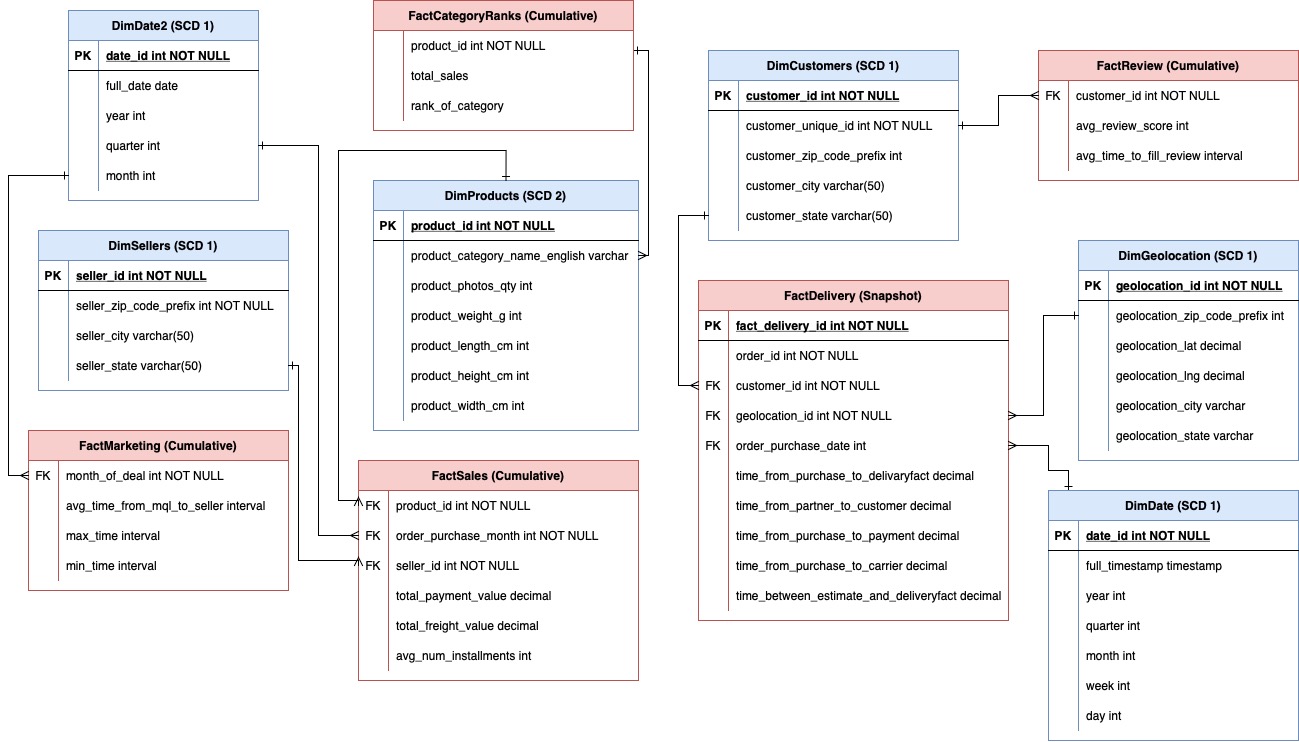 DimDate2 (SCD 1)
PK date_id int NOT NULL
full_date date
year int
quarter int
month int
FactCategoryRanks (Cumulative)
product_id int NOT NULL
total_sales
rank_of_category
DimCustomers (SCD 1)
PK customer_id int NOT NULL
customer_unique_id int NOT NULL
customer_zip_code_prefix int
customer_city varchar(50)
customer_state varchar(50)
FactReview (Cumulative)
FK customer_id int NOT NULL
avg_review_score int
avg_time_to_fill_review interval
DimSellers (SCD 1)
PK seller_id int NOT NULL
seller_zip_code_prefix int NOT NULL
seller_city varchar(50)
seller_state varchar(50)
DimProducts (SCD 2)
PK product_id int NOT NULL
product_category_name_english varchar
product_photos_qty int
product_weight_g int
product_length_cm int
product_height_cm int
product_width_cm int
FactDelivery (Snapshot)
PK fact_delivery_id int NOT NULL
order_id int NOT NULL
FK customer_id int NOT NULL
FK geolocation_id int NOT NULL
FK order_purchase_date int
time_from_purchase_to_delivaryfact decimal
time_from_partner_to_customer decimal
time_from_purchase_to_payment decimal
time_from_purchase_to_carrier decimal
time_between_estimate_and_deliveryfact decimal
DimGeolocation (SCD 1)
PK geolocation_id int NOT NULL
geolocation_zip_code_prefix int
geolocation_lat decimal
geolocation_lng decimal
geolocation_city varchar
geolocation_state varchar
FactMarketing (Cumulative)
FK month_of_deal int NOT NULL
avg_time_from_mql_to_seller interval
max_time interval
min_time interval
FactSales (Cumulative)
FK product_id int NOT NULL
FK order_purchase_month int NOT NULL
FK seller_id int NOT NULL
total_payment_value decimal
total_freight_value decimal
avg_num_installments int
DimDate (SCD 1)
PK date_id int NOT NULL
full_timestamp timestamp
year int
quarter int
month int
week int
day int